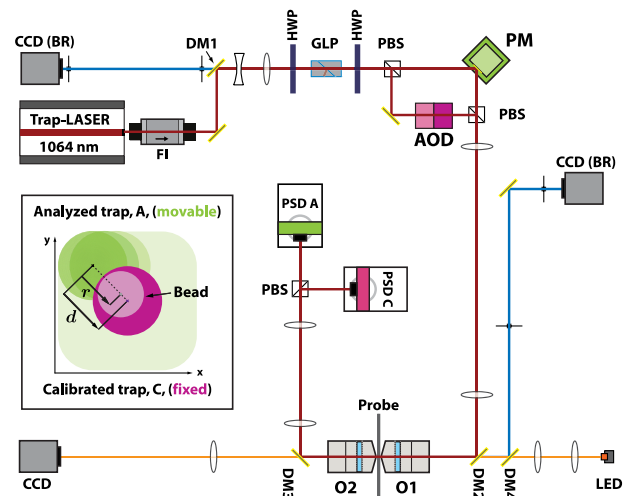 CCD (BR)
DM1
HWP
GLP
HWP
PBS
PM
Trap-LASER
1064 nm
FI
AOD
PBS
CCD (BR)
Analyzed trap, A, (movable)
y
r
d
Bead
x
Calibrated trap, C, (fixed)
PSD A
PBS
PSD C
Probe
CCD
DM3
O2
O1
DM2
DM4
LED